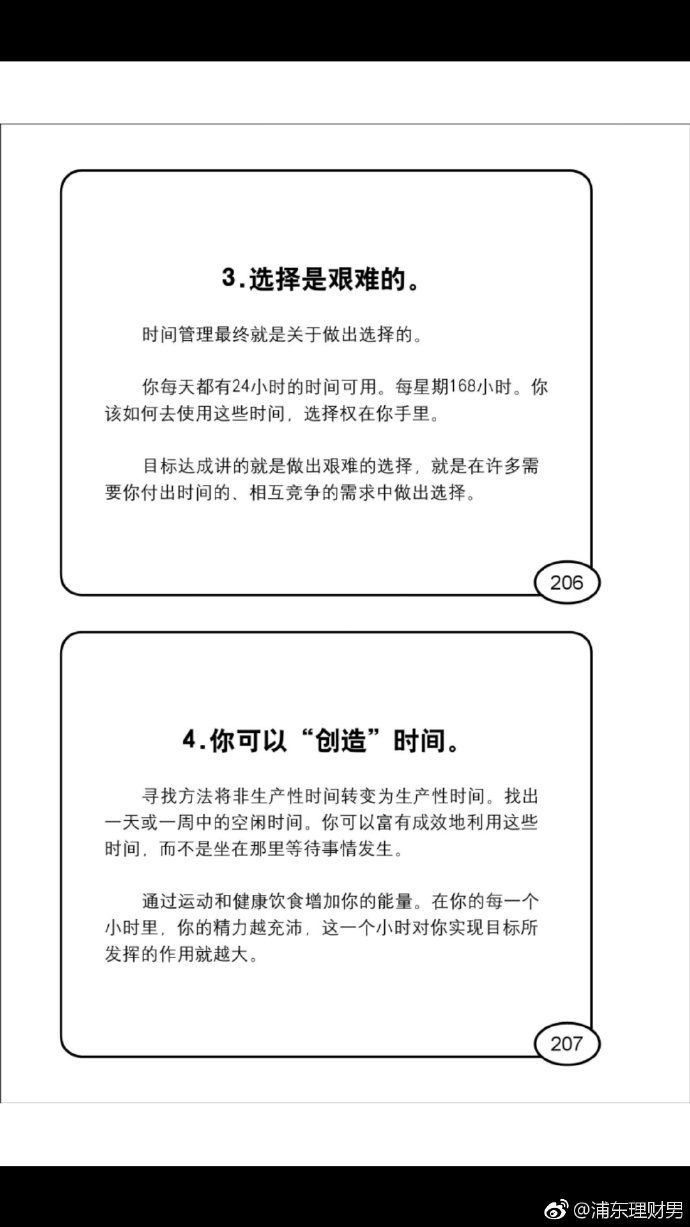 3.选择是艰难的。
时间管理最终就是关于做出选择的。
你每天都有24小时的时间可用。每星期168小时。你
该如何去使用这些时间，选择权在你手里。
目标达成讲的就是做出艰难的选择，就是在许多需
要你付出时间的、相互竞争的需求中做出选择。
206
4.你可以“创造”时间。
寻找方法将非生产性时间转变为生产性时间。找出
一天或一周中的空闲时间。你可以富有成效地利用这些
时间，而不是坐在那里等待事情发生。
通过运动和健康饮食增加你的能量。在你的每一个
小时里，你的精力越充沛，这一个小时对你实现目标所
发挥的作用就越大。
207
@浦东理财男